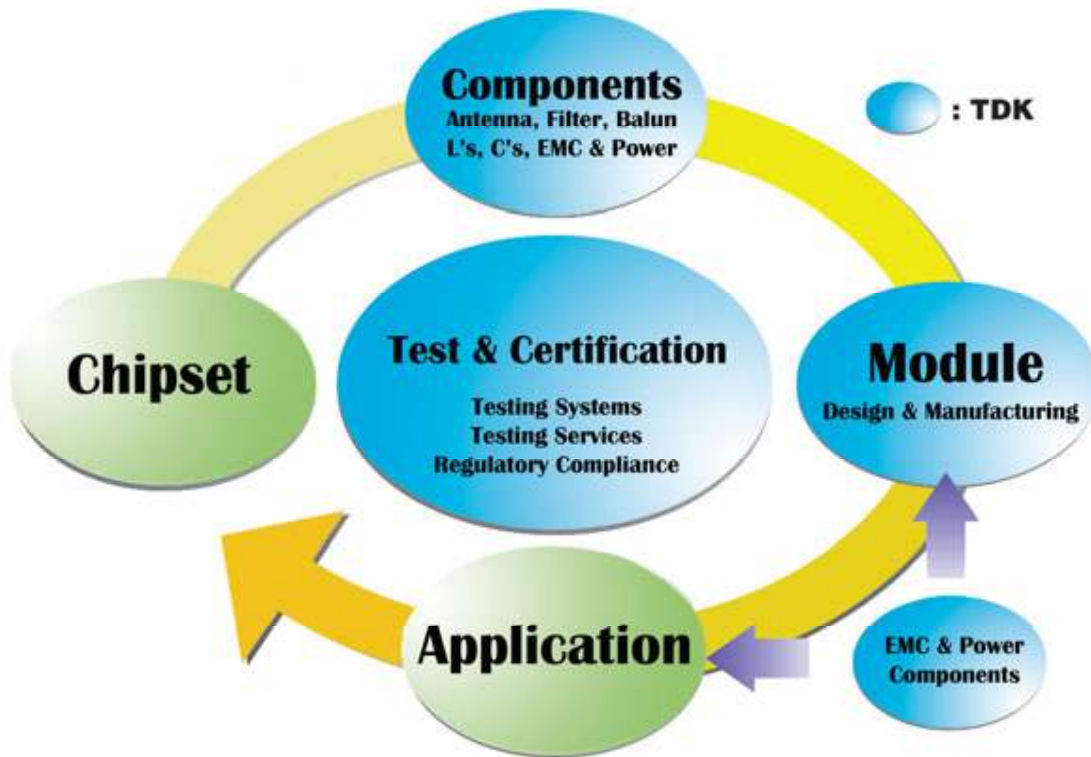 Components
Antenna, Filter, Balun
L's, C's, EMC & Power
: TDK
Chipset
Test & Certification
Testing Systems
Testing Services
Regulatory Compliance
Module
Design & Manufacturing
Application
EMC & Power
Components